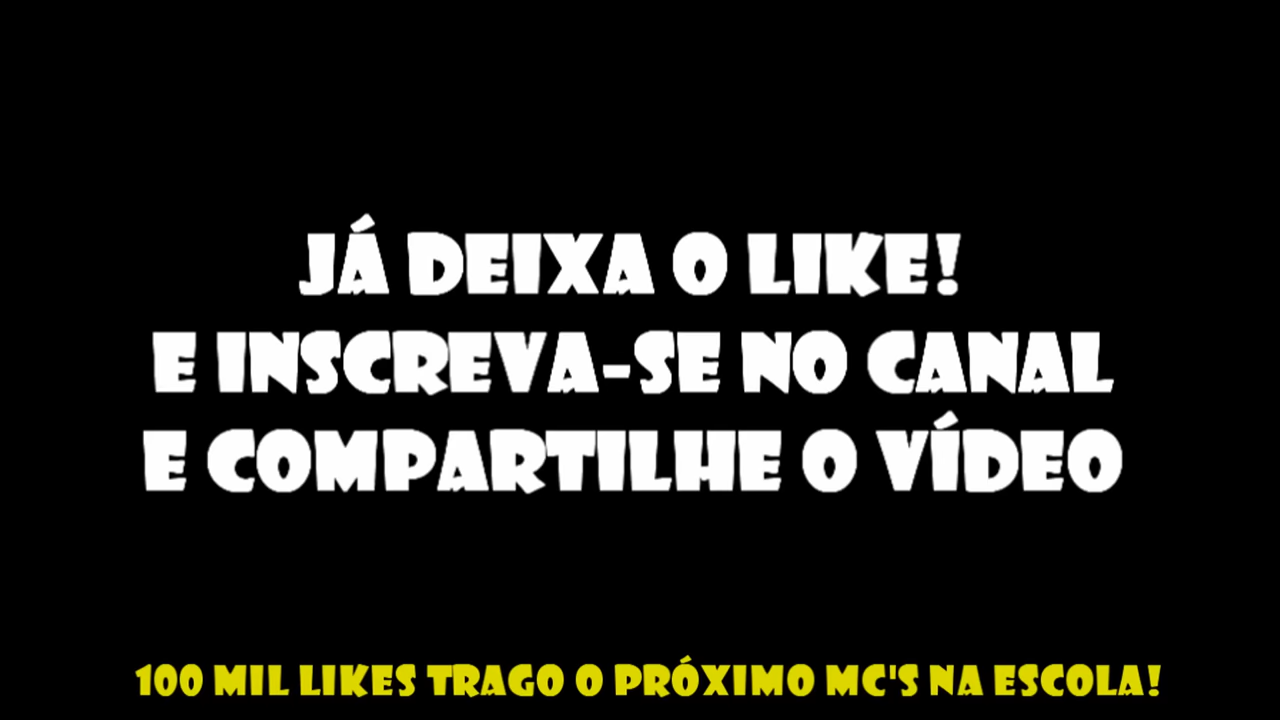 JÁ DEIXA O LIKE!
E INSCREVA-SE NO CANAL
E COMPARTILHE O VÍDEO
100 MIL LIKES TRAGO O PRÓXIMO MC'S NA ESCOLA!